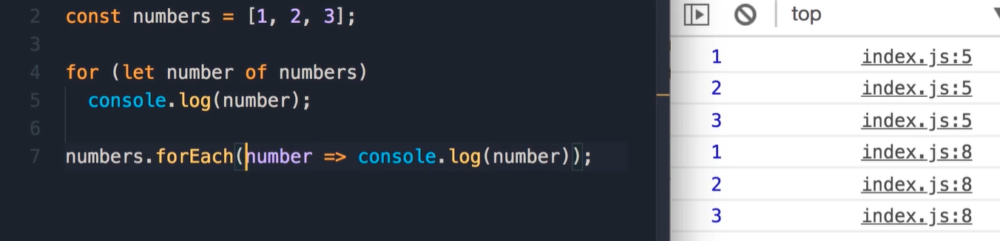 2 const numbers = [1, 2, 3];
3
4 for (let number of numbers)
5 console.log(number);
6
7 numbers.forEach(number => console.log(number));
top
1 index.js:5
2 index.js:5
3 index.js:5
1 index.js:8
2 index.js:8
3 index.js:8